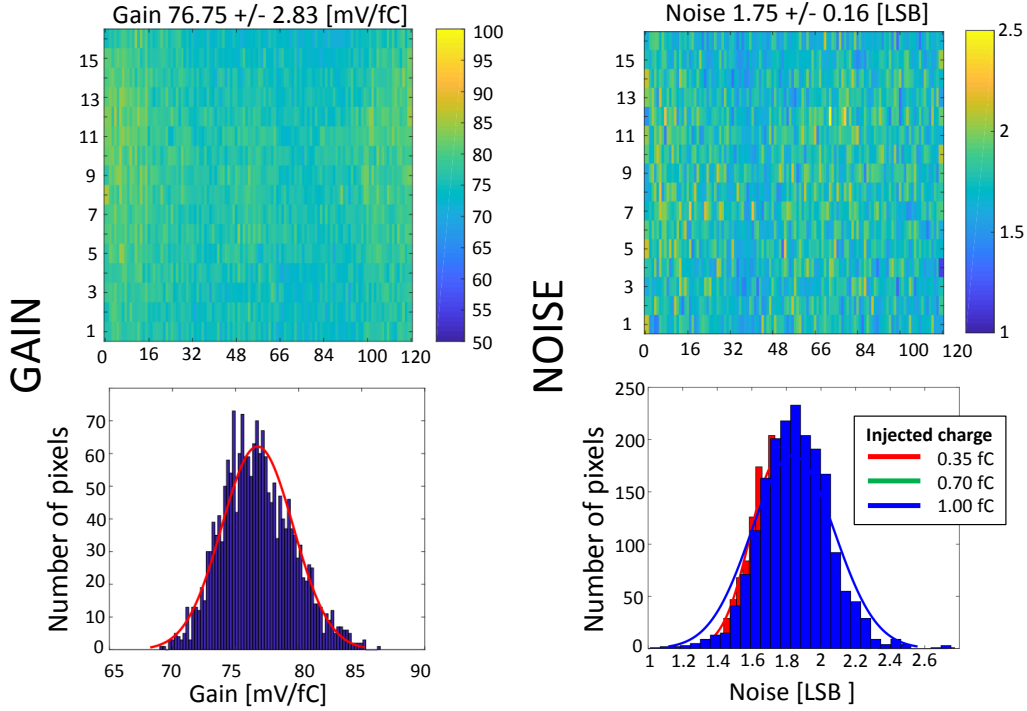 Gain 76.75 +/- 2.83 [mV/fC]
Noise 1.75 +/- 0.16 [LSB]
15
13
11
9
7
5
3
1
0 16 32 48 66 84 100 120
100
95
90
85
80
75
70
65
60
55
50
GAIN
15
13
11
9
7
5
3
1
0 16 32 48 66 84 100 120
2.5
2
1.5
1
NOISE
Number of pixels
70
60
50
40
30
20
10
0
65 70 75 80 85 90
Gain [mV/fC]
Number of pixels
250
200
150
100
50
0
1 1.2 1.4 1.6 1.8 2 2.2 2.4 2.6
Noise [LSB ]
Injected charge
0.35 fC
0.70 fC
1.00 fC